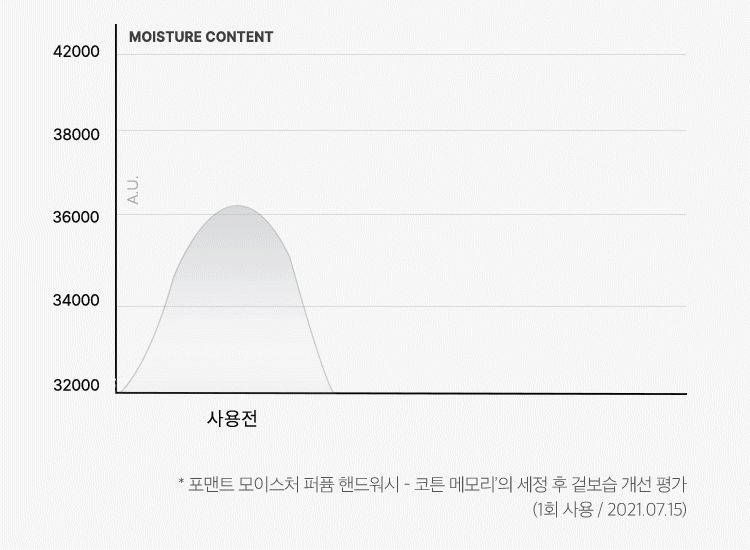 MOISTURE CONTENT
42000
38000
A.U.
36000
34000
32000
사용전
* 포맨트 모이스처 퍼퓸 핸드워시 - 코튼 메모리'의 세정 후 겉보습 개선 평가
(1회 사용 / 2021.07.15)